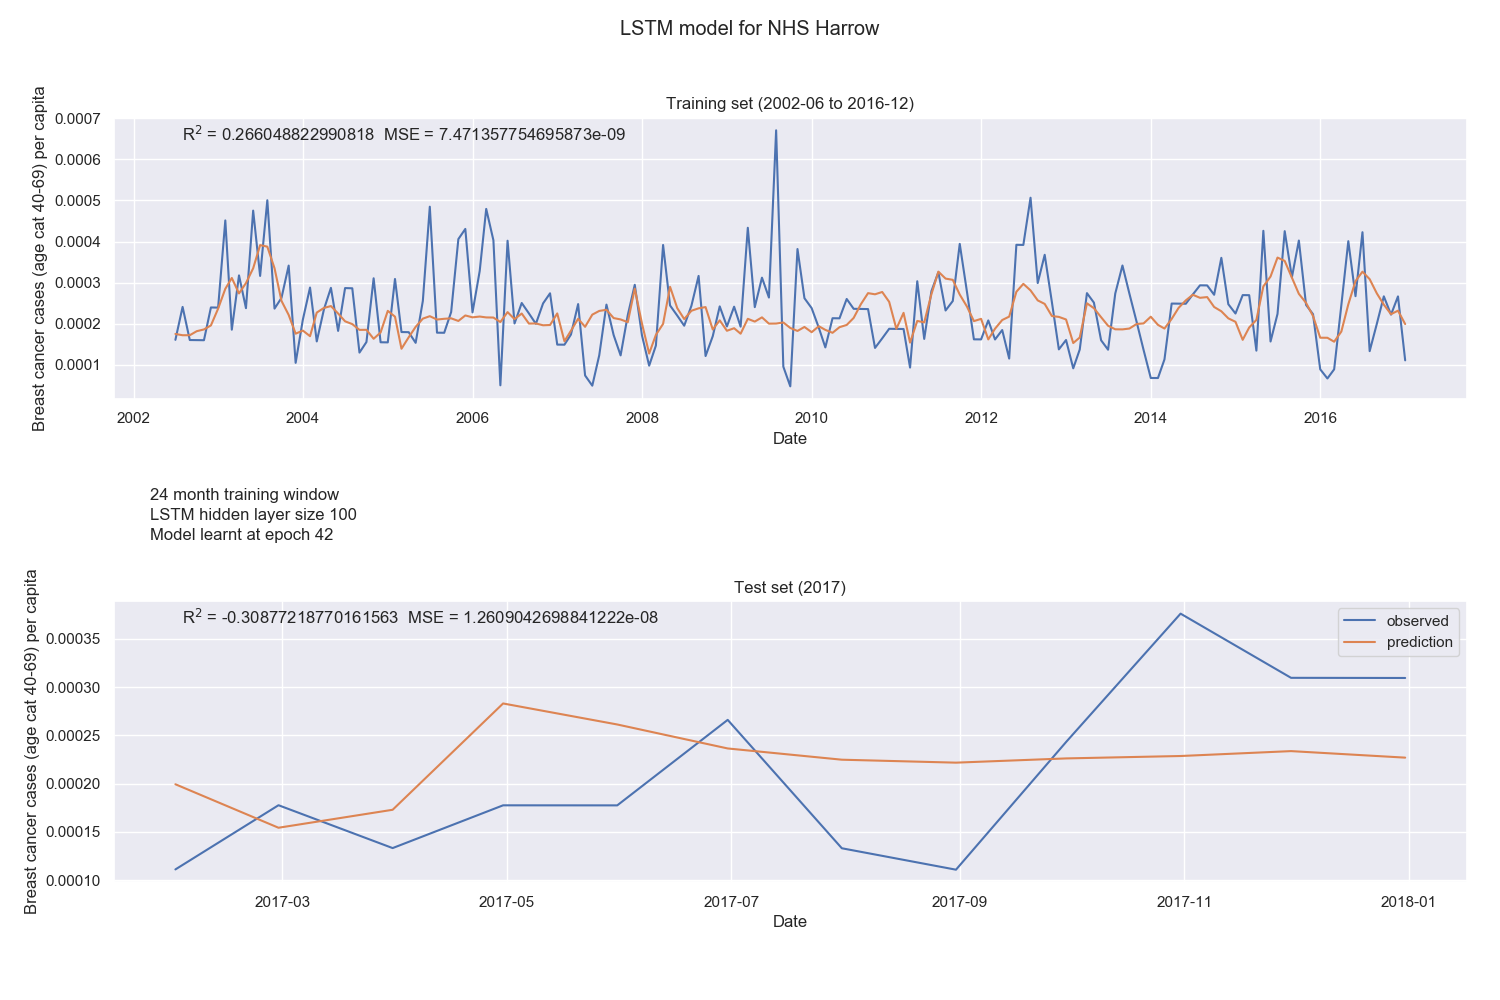 LSTM model for NHS Harrow
Training set (2002-06 to 2016-12)
R² = 0.266048822990818 MSE = 7.471357754695873e-09
Breast cancer cases (age cat 40-69) per capita
0.0007
0.0006
0.0005
0.0004
0.0003
0.0002
0.0001
2002 2004 2006 2008 2010 2012 2014 2016
Date
24 month training window
LSTM hidden layer size 100
Model learnt at epoch 42
Test set (2017)
R² = -0.30877218770161563 MSE = 1.2609042698841222e-08
observed
prediction
Breast cancer cases (age cat 40-69) per capita
0.00035
0.00030
0.00025
0.00020
0.00015
0.00010
2017-03 2017-05 2017-07 2017-09 2017-11 2018-01
Date